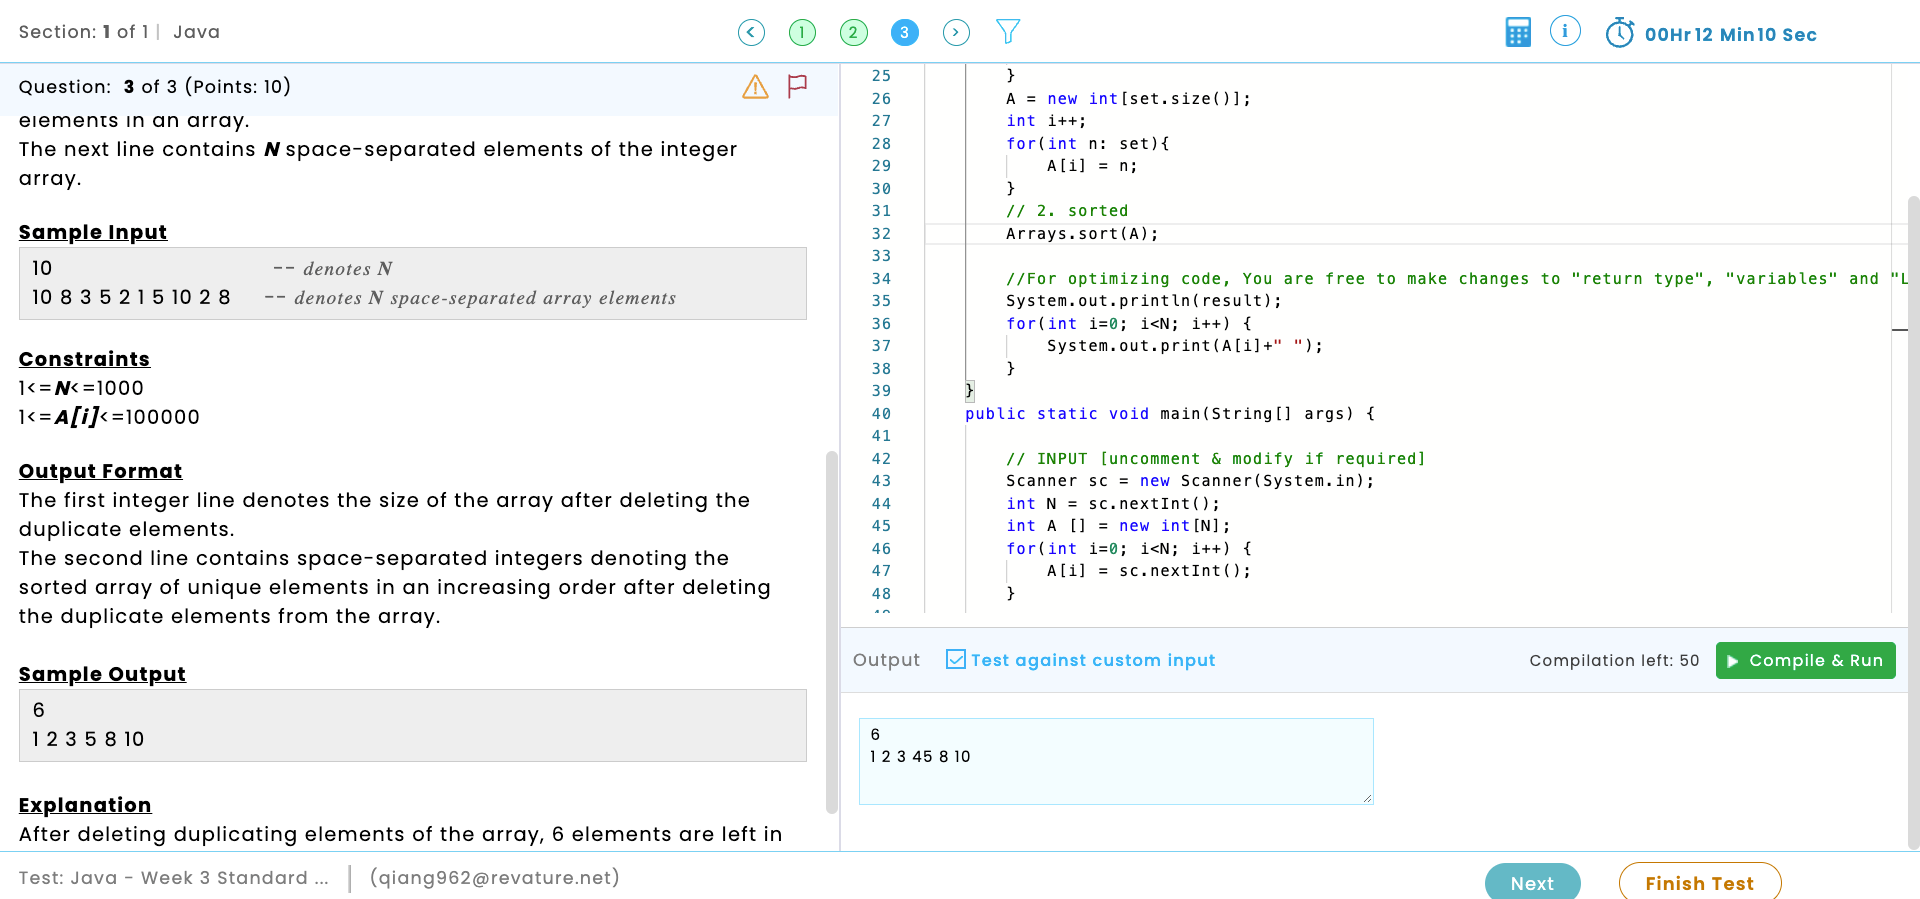 Section: 1 of 1 | Java
1
2
3
00Hr 12 Min 10 Sec
Question: 3 of 3 (Points: 10)
elements in an array.
The next line contains N space-separated elements of the integer
array.
Sample Input
10 -- denotes N
10 8 3 5 2 1 5 10 2 8 -- denotes N space-separated array elements
Constraints
1<=N<=1000
1<=A[i]<=100000
Output Format
The first integer line denotes the size of the array after deleting the
duplicate elements.
The second line contains space-separated integers denoting the
sorted array of unique elements in an increasing order after deleting
the duplicate elements from the array.
Sample Output
6
1 2 3 5 8 10
Explanation
After deleting duplicating elements of the array, 6 elements are left in
25 }
26 A = new int[set.size()];
27 int i++;
28 for(int n: set){
29 A[i] = n;
30 }
31 // 2. sorted
32 Arrays.sort(A);
33
34 //For optimizing code, You are free to make changes to "return type", "variables" and "L
35 System.out.println(result);
36 for(int i=0; i<N; i++) {
37 System.out.print(A[i]+" ");
38 }
39 }
40 public static void main(String[] args) {
41
42 // INPUT [uncomment & modify if required]
43 Scanner sc = new Scanner(System.in);
44 int N = sc.nextInt();
45 int A [] = new int[N];
46 for(int i=0; i<N; i++) {
47 A[i] = sc.nextInt();
48 }
Output Test against custom input Compilation left: 50 Compile & Run
6
1 2 3 45 8 10
Test: Java - Week 3 Standard ... | (qiang962@revature.net)
Next
Finish Test